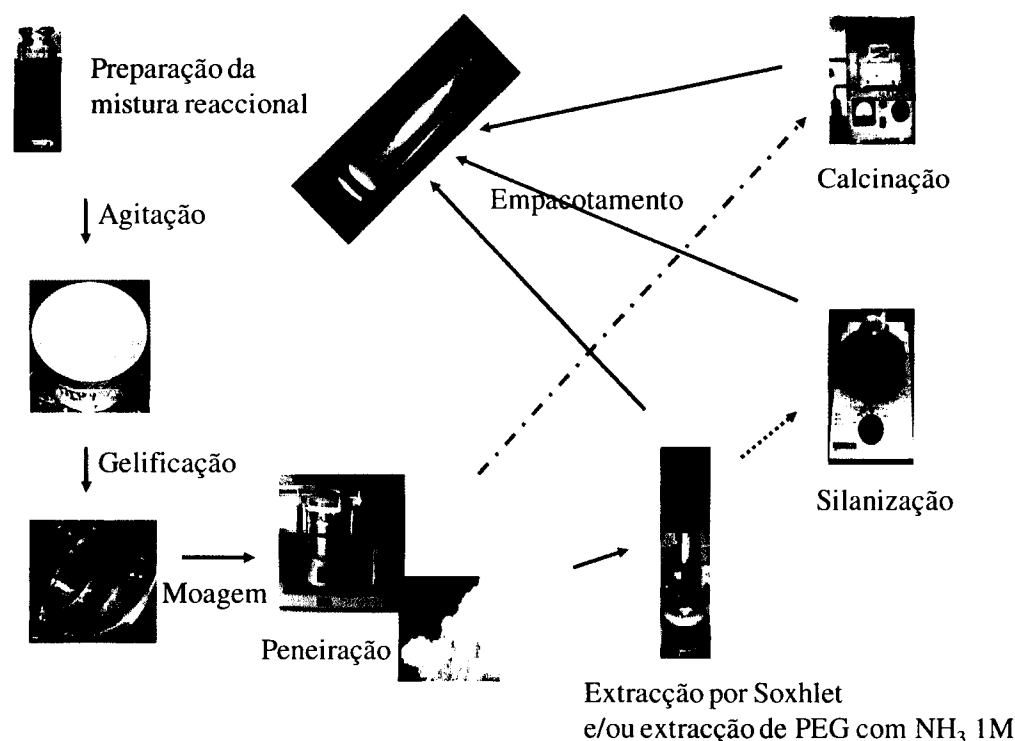 Preparação da
mistura reaccional
Agitação
Gelificação
Moagem
Peneiração
Extracção por Soxhlet
e/ou extracção de PEG com NH₃ 1M
Silanização
Calcinação
Empacotamento